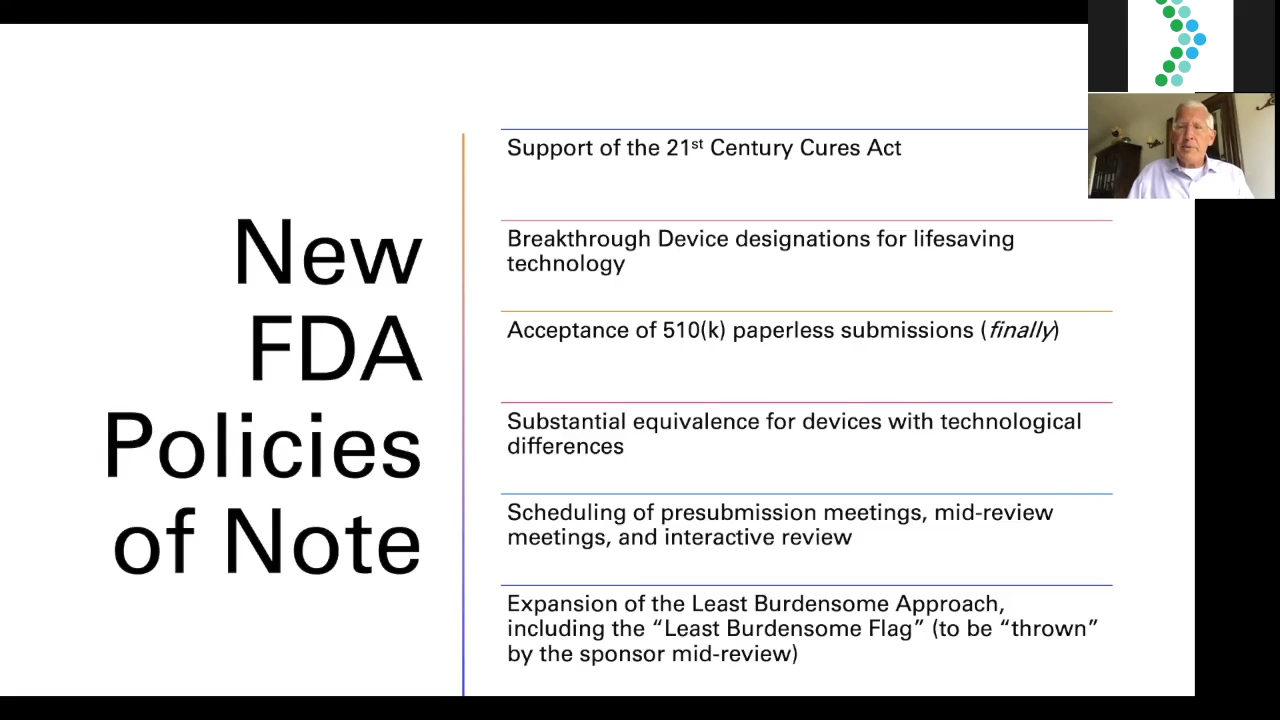 New
FDA
Policies
of Note
Support of the 21st Century Cures Act
Breakthrough Device designations for lifesaving
technology
Acceptance of 510(k) paperless submissions (finally)
Substantial equivalence for devices with technological
differences
Scheduling of presubmission meetings, mid-review
meetings, and interactive review
Expansion of the Least Burdensome Approach,
including the “Least Burdensome Flag” (to be “thrown”
by the sponsor mid-review)